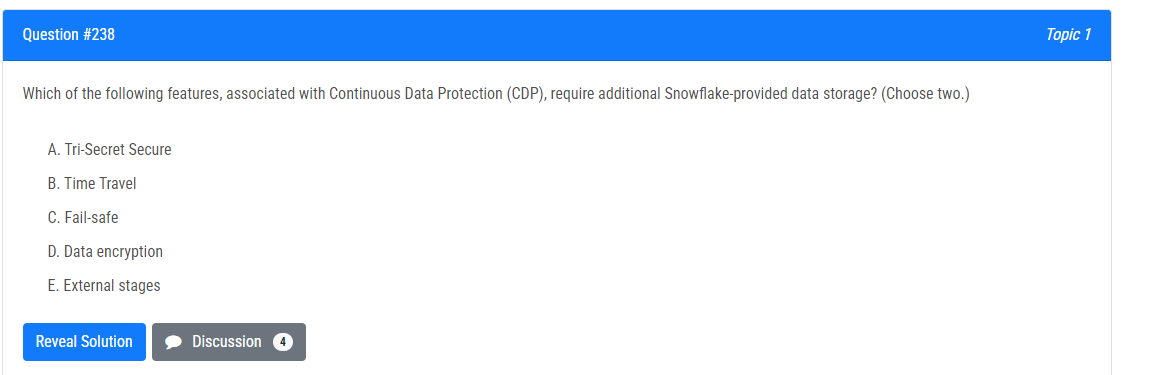 Question #238
Topic 1
Which of the following features, associated with Continuous Data Protection (CDP), require additional Snowflake-provided data storage? (Choose two.)
A. Tri-Secret Secure
B. Time Travel
C. Fail-safe
D. Data encryption
E. External stages
Reveal Solution
Discussion 4